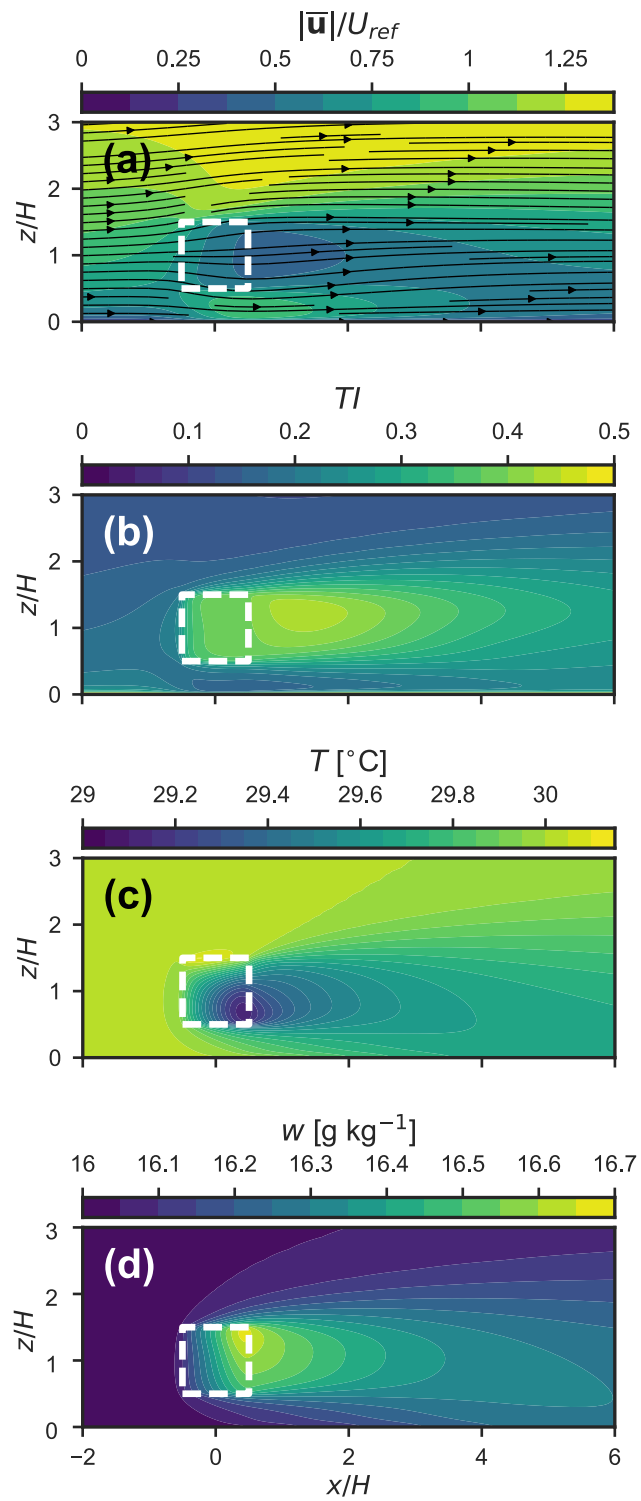 |u̅|/U_ref
0 0.25 0.5 0.75 1 1.25
(a)
z/H
3
2
1
0
TI
0 0.1 0.2 0.3 0.4 0.5
(b)
z/H
3
2
1
0
T [°C]
29 29.2 29.4 29.6 29.8 30
(c)
z/H
3
2
1
0
w [g kg⁻¹]
16 16.1 16.2 16.3 16.4 16.5 16.6 16.7
(d)
z/H
3
2
1
0
−2 0 2 4 6
x/H